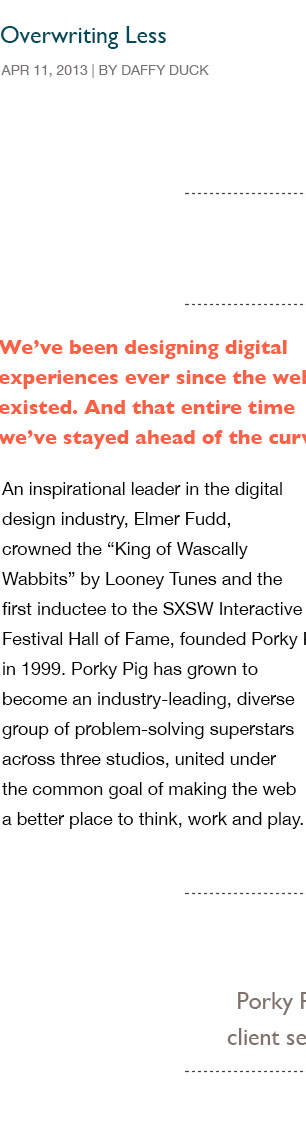 Overwriting Less
APR 11, 2013 | BY DAFFY DUCK
We’ve been designing digital
experiences ever since the
existed. And that entire time
we’ve stayed ahead of the
An inspirational leader in the digital
design industry, Elmer Fudd,
crowned the “King of Wascally
Wabbits” by Looney Tunes and the
first inductee to the SXSW Interactive
Festival Hall of Fame, founded Porky
in 1999. Porky Pig has grown to
become an industry-leading, diverse
group of problem-solving superstars
across three studios, united under
the common goal of making the web
a better place to think, work and play.
Porky
client